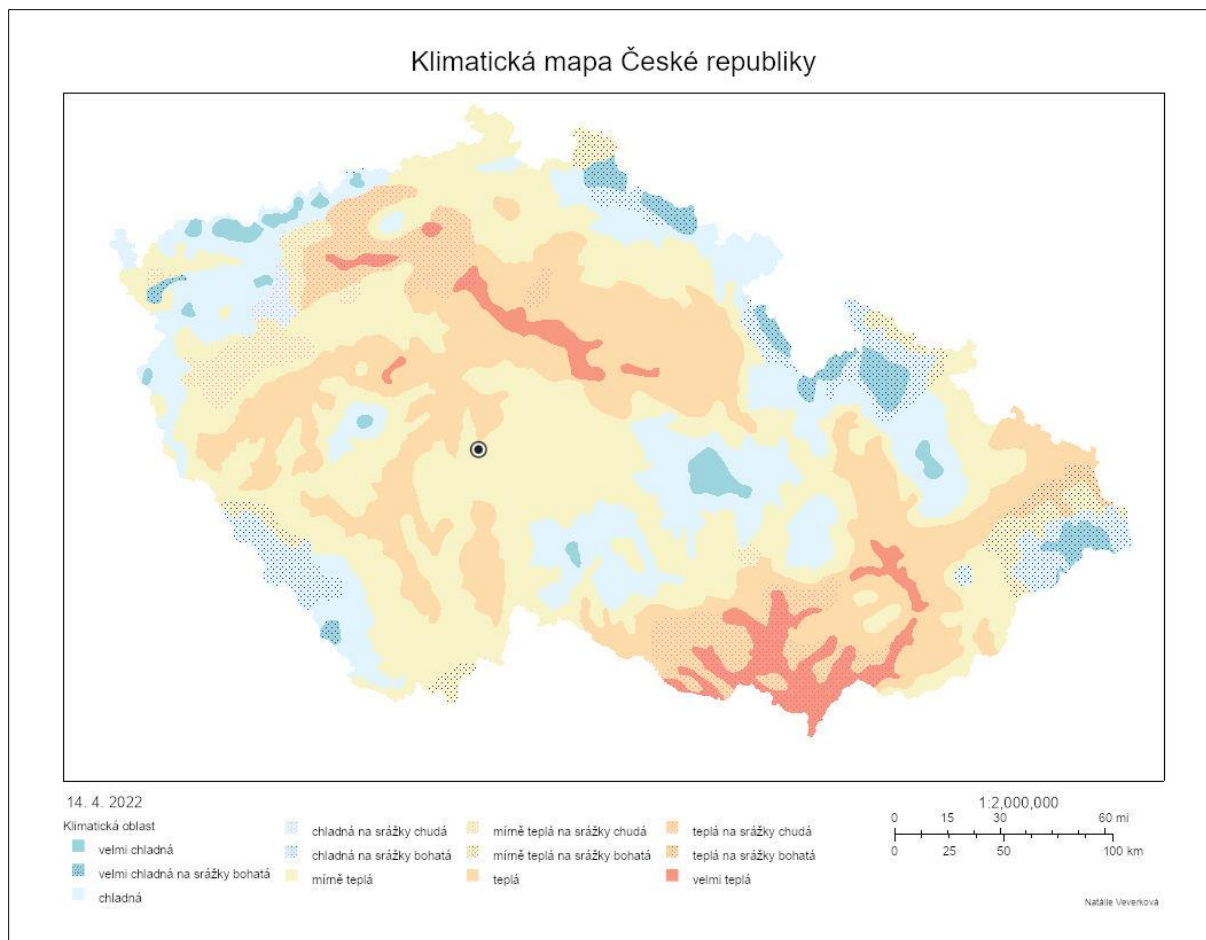 Klimatická mapa České republiky
14. 4. 2022
Klimatická oblast
velmi chladná
velmi chladná na srážky bohatá
chladná
chladná na srážky chudá
chladná na srážky bohatá
mírně teplá
mírně teplá na srážky chudá
mírně teplá na srážky bohatá
teplá
teplá na srážky chudá
teplá na srážky bohatá
velmi teplá
1:2,000,000
0 15 30 60 mi
0 25 50 100 km
Natálie Veverková